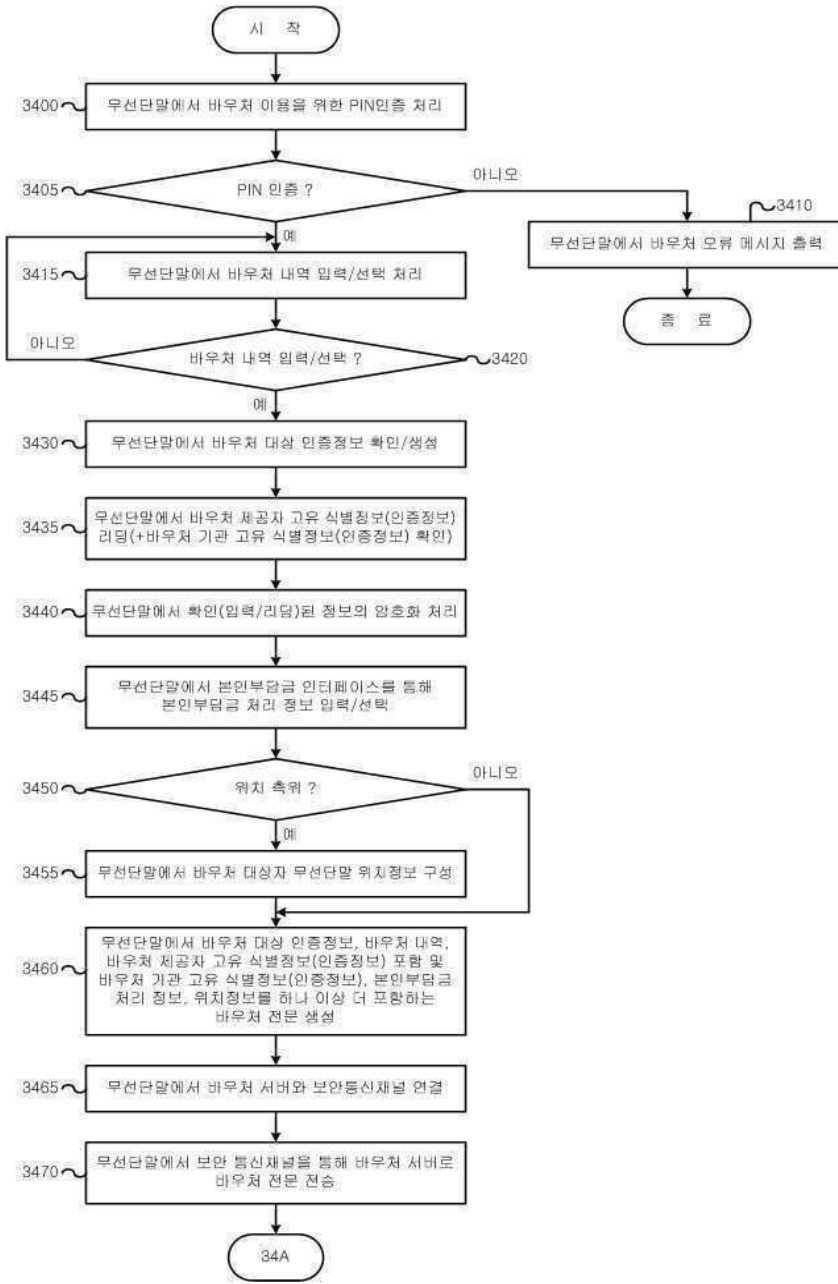 시 작
3400
무선단말에서 바우처 이용을 위한 PIN인증 처리
3405
PIN 인증 ?
아니오
예
3410
무선단말에서 바우처 오류 메시지 출력
종 료
3415
무선단말에서 바우처 내역 입력/선택 처리
아니오
바우처 내역 입력/선택 ?
3420
예
3430
무선단말에서 바우처 대상 인증정보 확인/생성
3435
무선단말에서 바우처 제공자 고유 식별정보(인증정보)
리딩(+바우처 기관 고유 식별정보(인증정보) 확인)
3440
무선단말에서 확인(입력/리딩)된 정보의 암호화 처리
3445
무선단말에서 본인부담금 인터페이스를 통해
본인부담금 처리 정보 입력/선택
3450
위치 측위 ?
아니오
예
3455
무선단말에서 바우처 대상자 무선단말 위치정보 구성
3460
무선단말에서 바우처 대상 인증정보, 바우처 내역,
바우처 제공자 고유 식별정보(인증정보) 포함 및
바우처 기관 고유 식별정보(인증정보), 본인부담금
처리 정보, 위치정보를 하나 이상 더 포함하는
바우처 전문 생성
3465
무선단말에서 바우처 서버와 보안통신채널 연결
3470
무선단말에서 보안 통신채널을 통해 바우처 서버로
바우처 전문 전송
34A